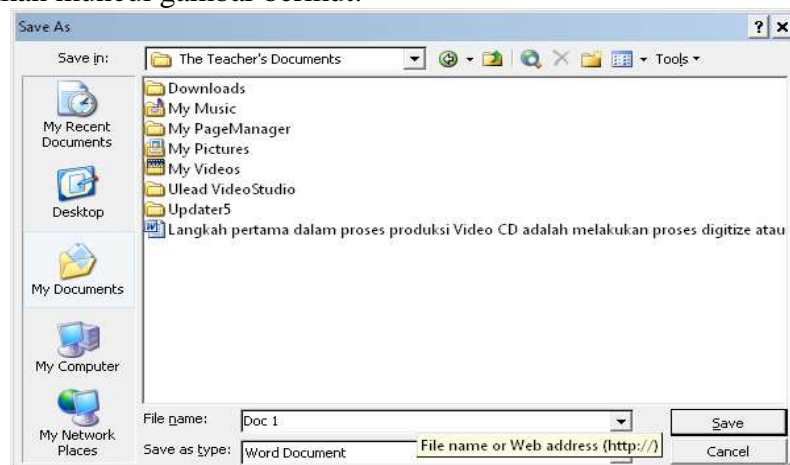 Save As
Save in:
The Teacher's Documents
Tools
My Recent
Documents
Desktop
My Documents
My Computer
My Network
Places
Downloads
My Music
My PageManager
My Pictures
My Videos
Ulead VideoStudio
Updater5
Langkah pertama dalam proses produksi Video CD adalah melakukan proses digitize atau
File name:
Doc 1
Save
Save as type:
Word Document
File name or Web address (http://)
Cancel